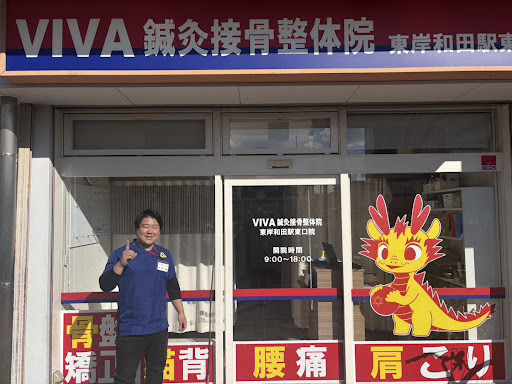 VIVA 鍼灸接骨整体院 東岸和田駅東
VIVA 鍼灸接骨整体院
東岸和田駅東口院
開院時間
9:00〜18:00
骨盤
矯正 猫背 腰痛 肩こり